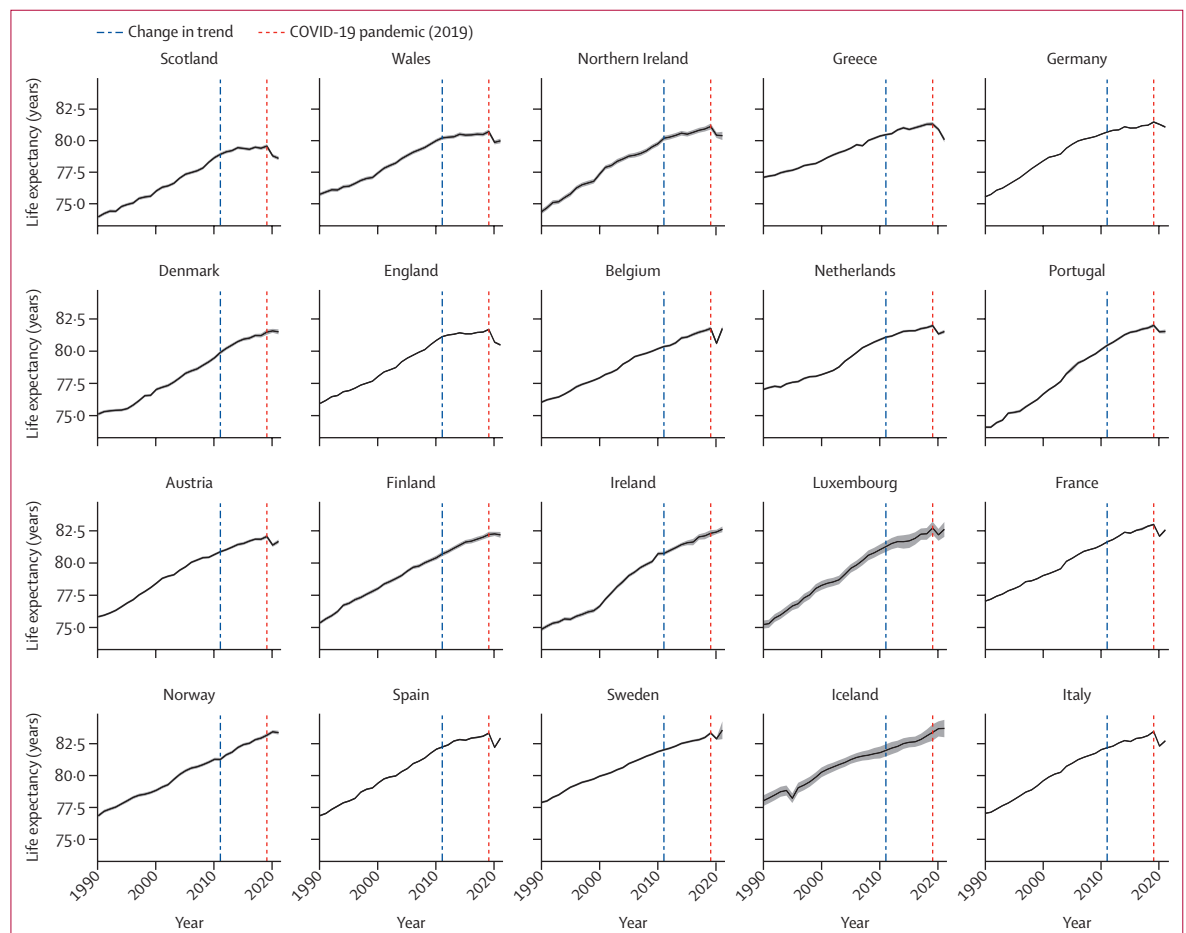 Change in trend COVID-19 pandemic (2019)
Scotland Wales Northern Ireland Greece Germany
Life expectancy (years)
82·5
80·0
77·5
75·0
Denmark England Belgium Netherlands Portugal
Life expectancy (years)
82·5
80·0
77·5
75·0
Austria Finland Ireland Luxembourg France
Life expectancy (years)
82·5
80·0
77·5
75·0
Norway Spain Sweden Iceland Italy
Life expectancy (years)
82·5
80·0
77·5
75·0
1990 2000 2010 2020 1990 2000 2010 2020 1990 2000 2010 2020 1990 2000 2010 2020 1990 2000 2010 2020
Year Year Year Year Year